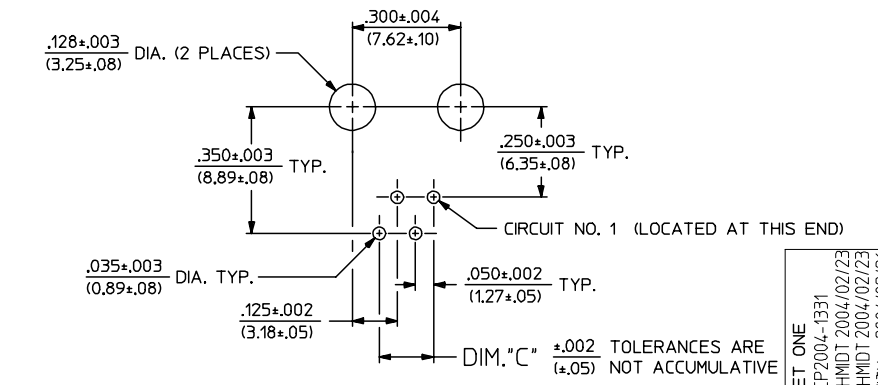 .300±.004
(7.62±.10)
.128±.003 DIA. (2 PLACES)
(3.25±.08)
.250±.003 TYP.
(6.35±.08)
.350±.003 TYP.
(8.89±.08)
CIRCUIT NO. 1 (LOCATED AT THIS END)
.035±.003 DIA. TYP.
(0.89±.08)
.050±.002 TYP.
(1.27±.05)
.125±.002
(3.18±.05)
DIM."C" ±.002 TOLERANCES ARE
(±.05) NOT ACCUMULATIVE
ET ONE
CP2004-1331
HMIDT 2004/02/23
HMIDT 2004/02/23